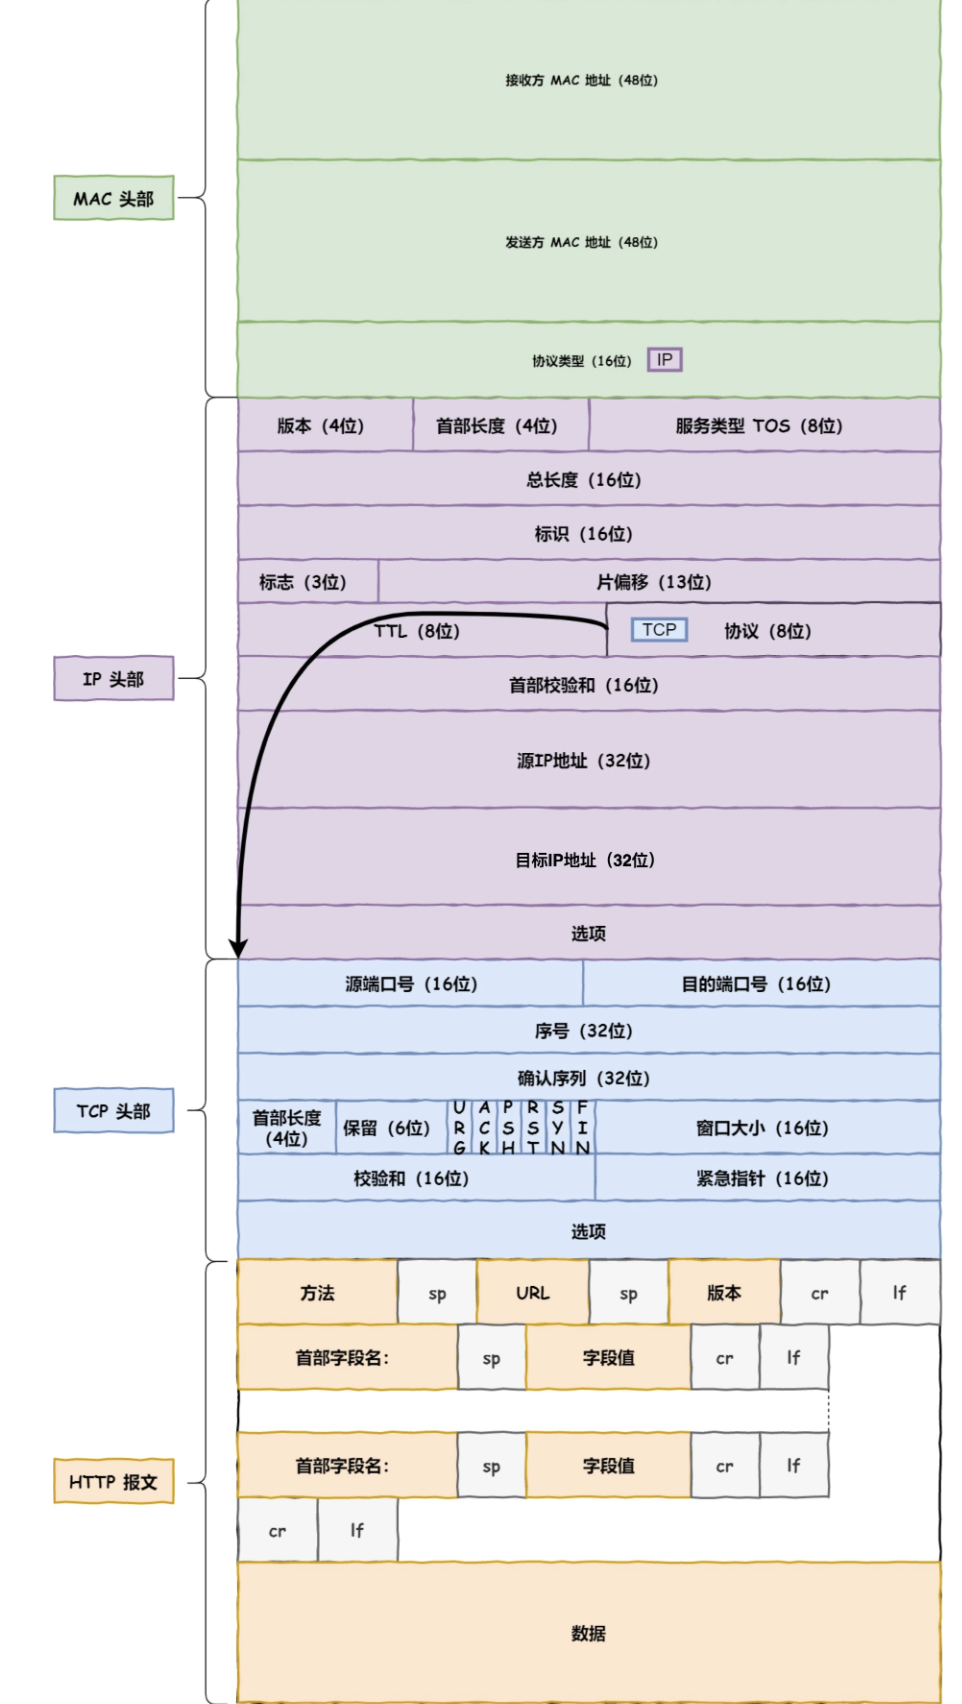 接收方 MAC 地址 (48位)
MAC 头部
发送方 MAC 地址 (48位)
协议类型 (16位) IP
版本 (4位) 首部长度 (4位) 服务类型 TOS (8位)
总长度 (16位)
标识 (16位)
标志 (3位) 片偏移 (13位)
TTL (8位) TCP 协议 (8位)
IP 头部
首部校验和 (16位)
源IP地址 (32位)
目标IP地址 (32位)
选项
源端口号 (16位) 目的端口号 (16位)
序号 (32位)
确认序列 (32位)
TCP 头部
首部长度 (4位) 保留 (6位) URG ACK PSH RST SYN FIN 窗口大小 (16位)
校验和 (16位) 紧急指针 (16位)
选项
方法 sp URL sp 版本 cr lf
首部字段名: sp 字段值 cr lf
HTTP 报文
首部字段名: sp 字段值 cr lf
cr lf
数据